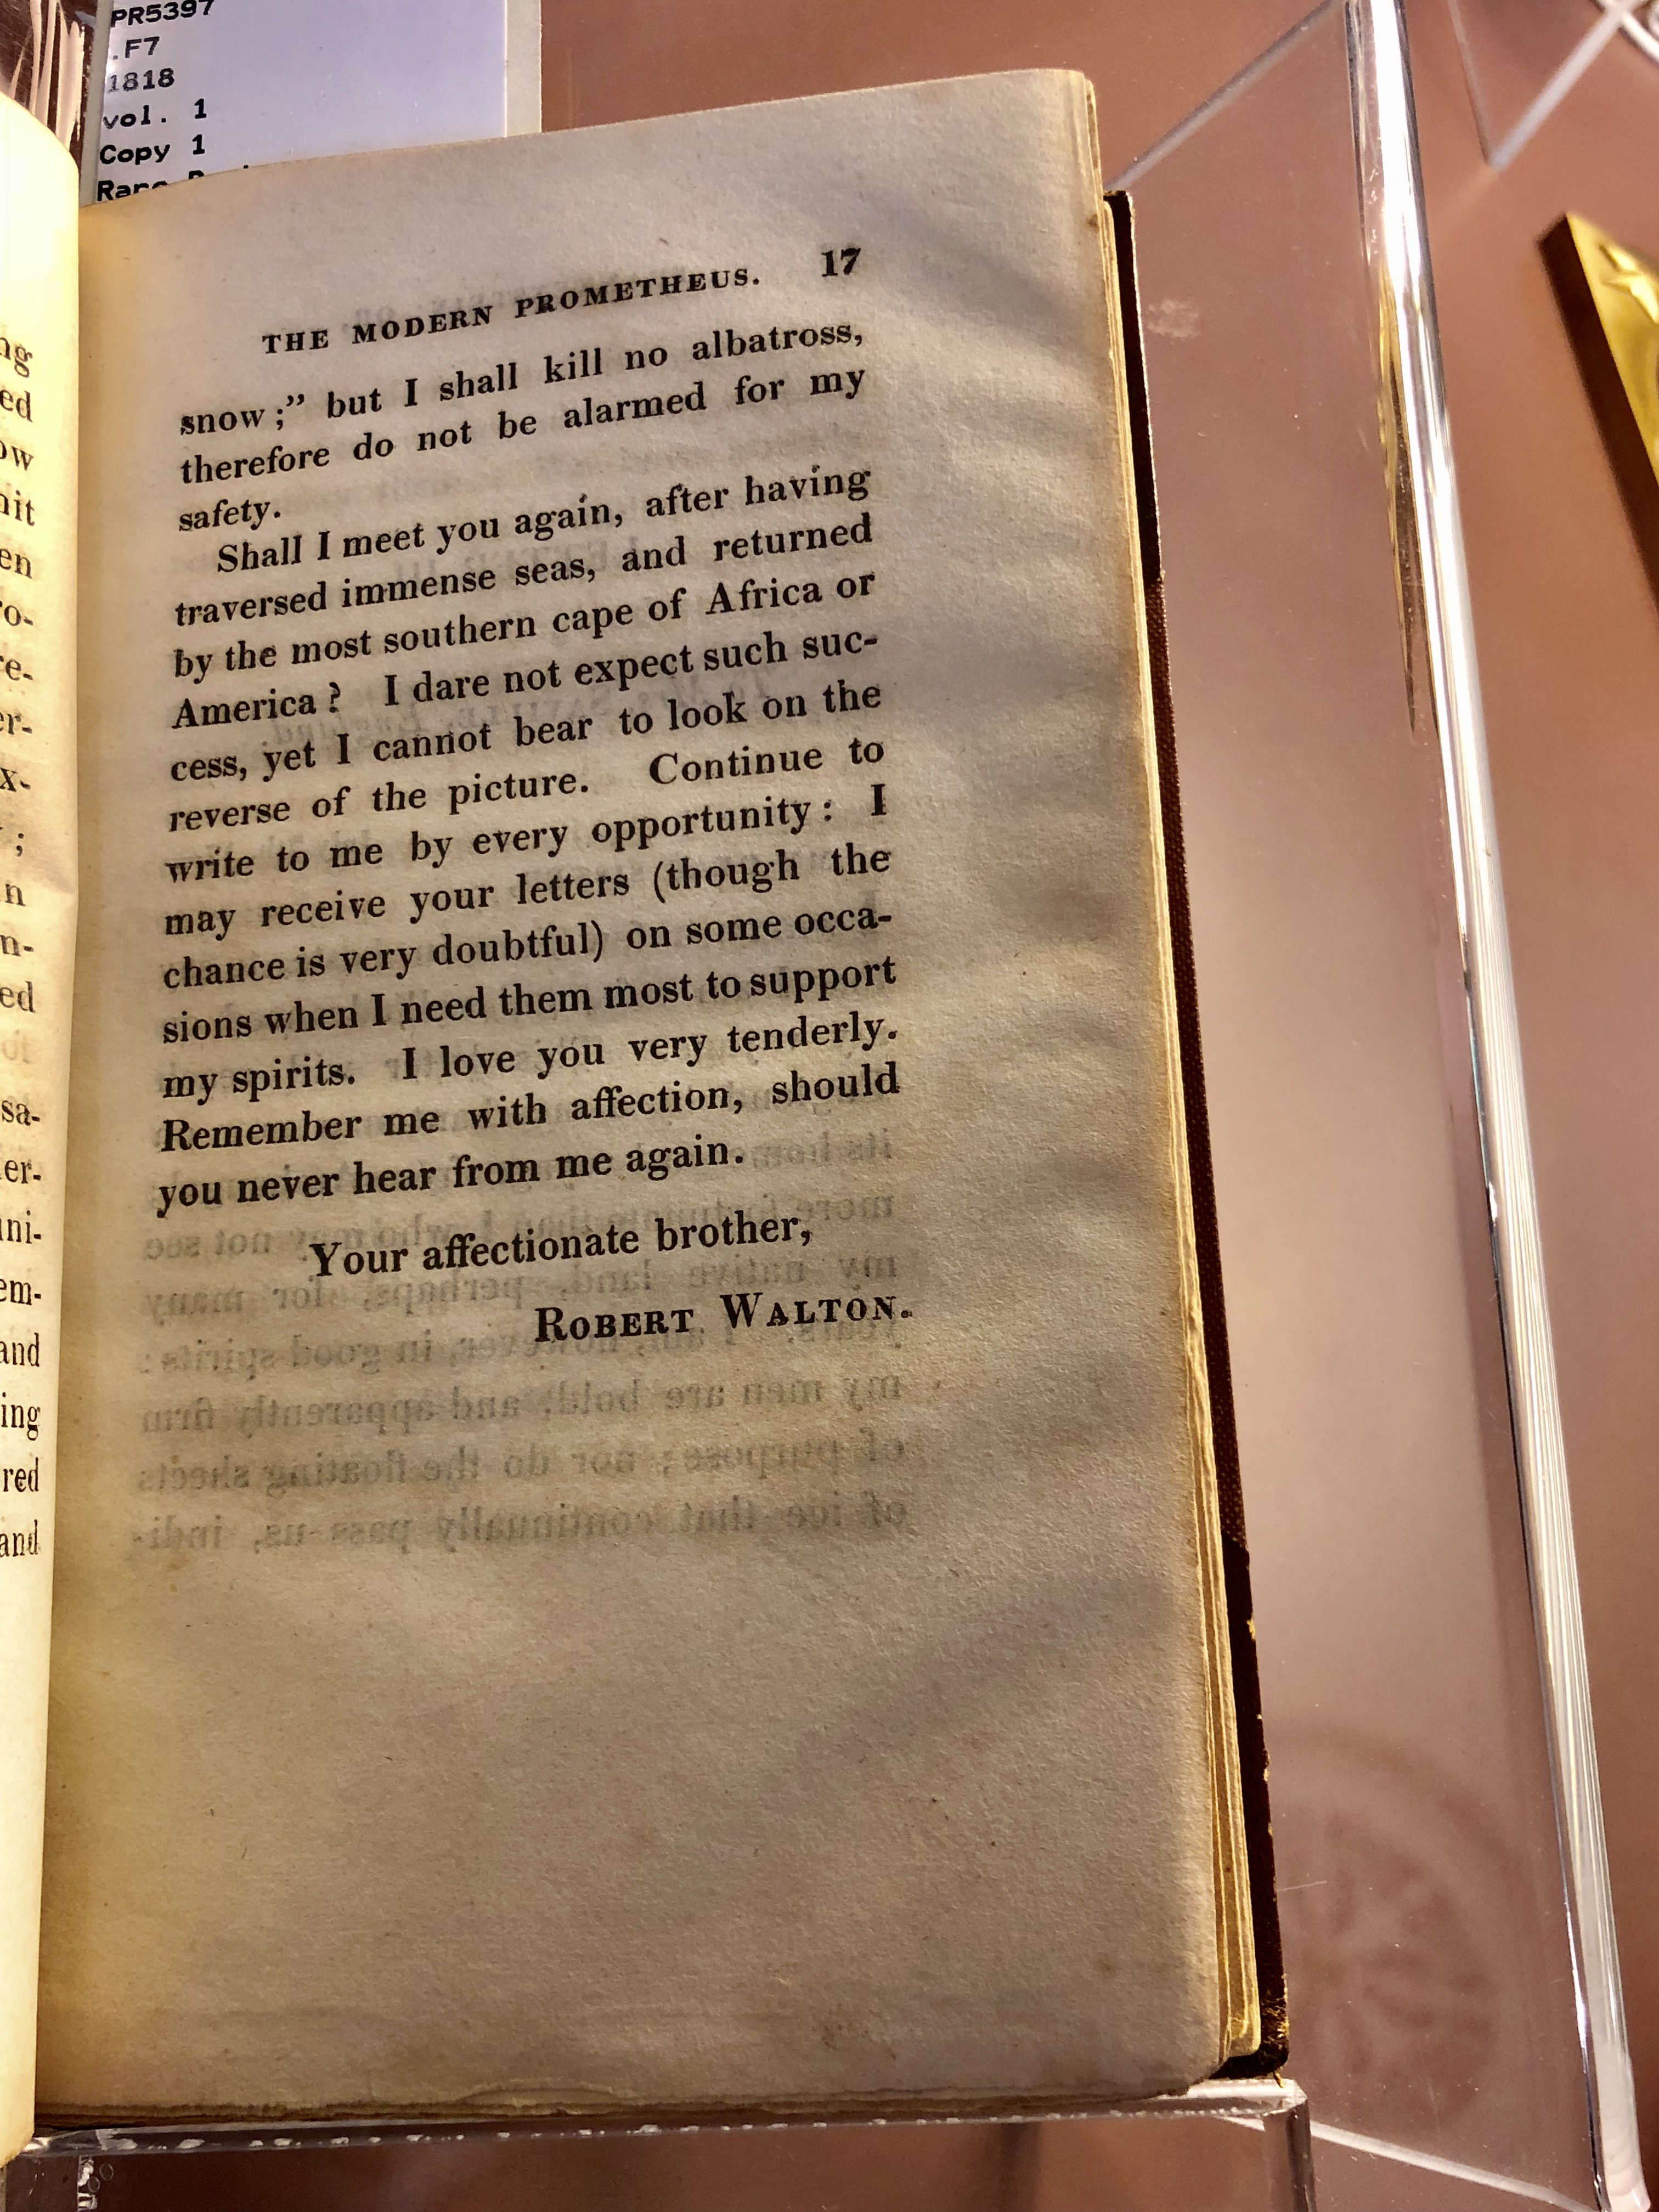 PR5397
.F7
1818
vol. 1
Copy 1
ng
ed
ow
en
ro-
re-
er-
x-
;
n
n-
ed
sa-
er-
ni-
em-
and
ing
red
and
THE MODERN PROMETHEUS. 17
snow;” but I shall kill no albatross,
therefore do not be alarmed for my
safety.
Shall I meet you again, after having
traversed immense seas, and returned
by the most southern cape of Africa or
America? I dare not expect such suc-
cess, yet I cannot bear to look on the
reverse of the picture. Continue to
write to me by every opportunity: I
may receive your letters (though the
chance is very doubtful) on some occa-
sions when I need them most to support
my spirits. I love you very tenderly.
Remember me with affection, should
you never hear from me again.
Your affectionate brother,
ROBERT WALTON.